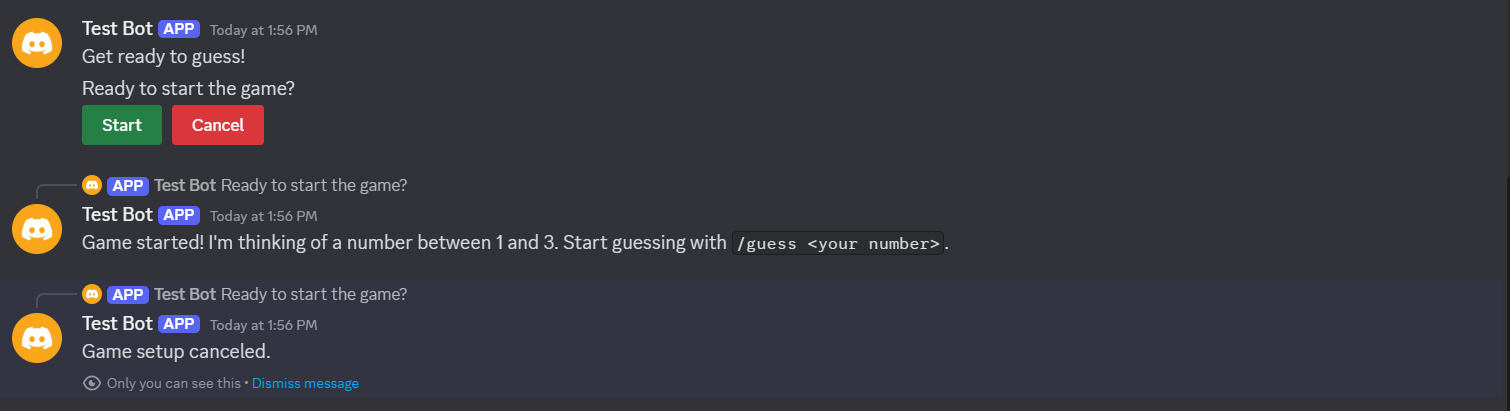 Test Bot APP Today at 1:56 PM
Get ready to guess!
Ready to start the game?
Start Cancel
APP Test Bot Ready to start the game?
Test Bot APP Today at 1:56 PM
Game started! I'm thinking of a number between 1 and 3. Start guessing with /guess <your number>.
APP Test Bot Ready to start the game?
Test Bot APP Today at 1:56 PM
Game setup canceled.
Only you can see this • Dismiss message